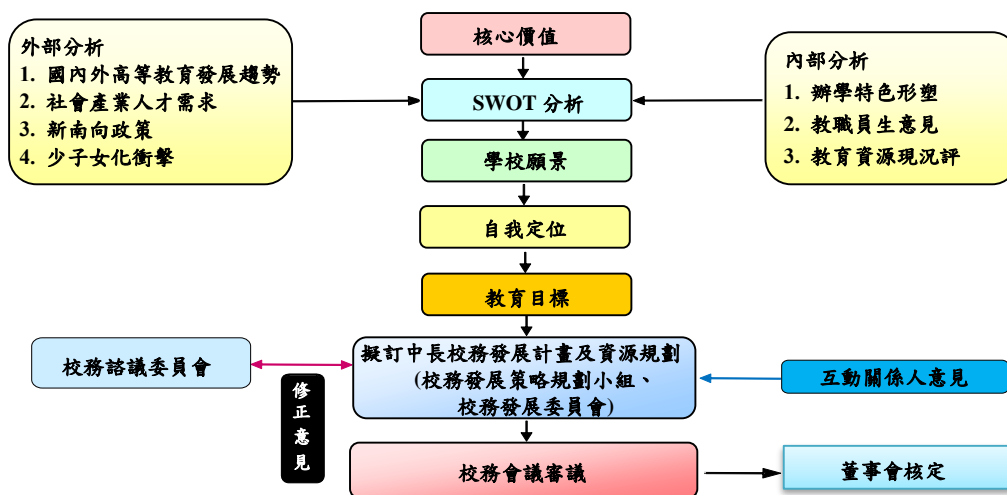 核心價值
外部分析
1. 國內外高等教育發展趨勢
2. 社會產業人才需求
3. 新南向政策
4. 少子女化衝擊
SWOT 分析
內部分析
1. 辦學特色形塑
2. 教職員生意見
3. 教育資源現況評
學校願景
自我定位
教育目標
校務諮議委員會
修正意見
擬訂中長校務發展計畫及資源規劃
(校務發展策略規劃小組、
校務發展委員會)
互動關係人意見
校務會議審議
董事會核定